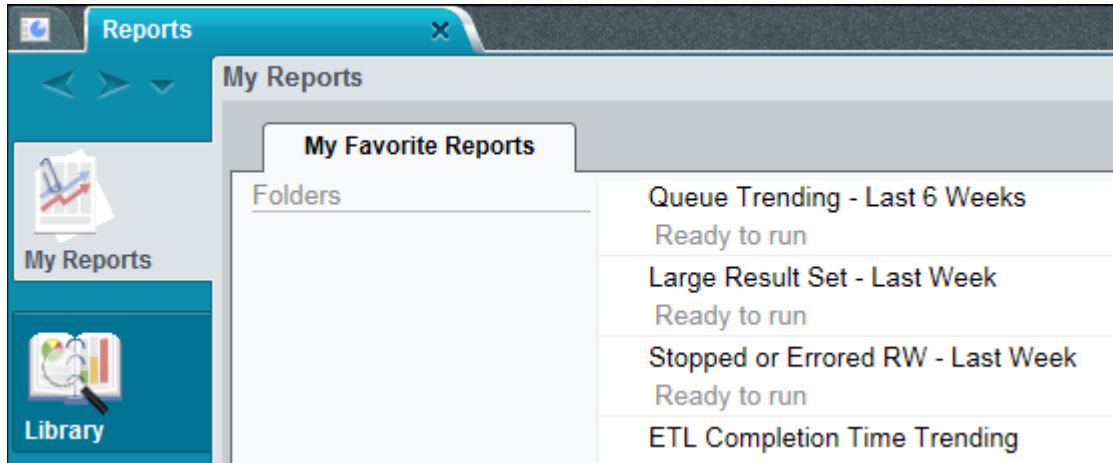 Reports
My Reports
My Favorite Reports
My Reports
Library
Folders
Queue Trending - Last 6 Weeks
Ready to run
Large Result Set - Last Week
Ready to run
Stopped or Errored RW - Last Week
Ready to run
ETL Completion Time Trending